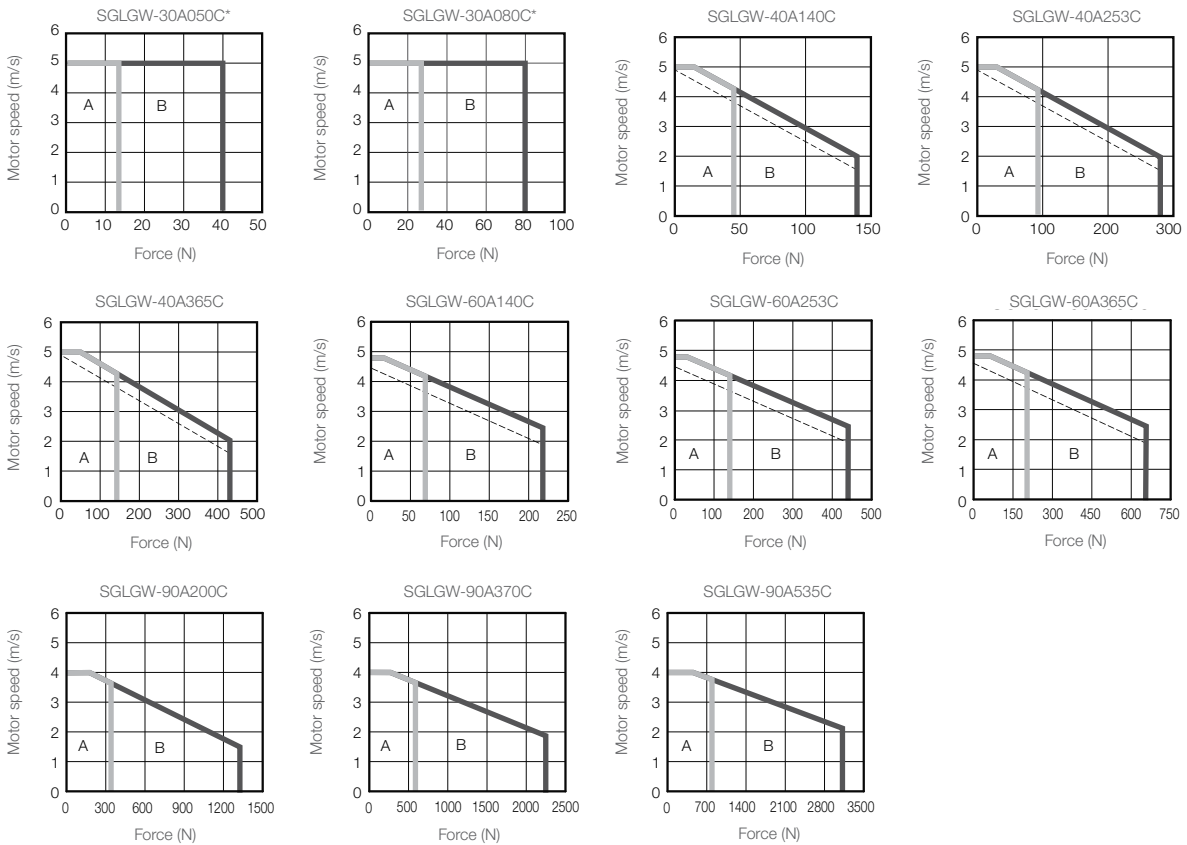 SGLGW-30A050C*
Motor speed (m/s)
6
5
4
3
2
1
0
A
B
0 10 20 30 40 50
Force (N)
SGLGW-30A080C*
Motor speed (m/s)
6
5
4
3
2
1
0
A
B
0 20 40 60 80 100
Force (N)
SGLGW-40A140C
Motor speed (m/s)
6
5
4
3
2
1
0
A
B
0 50 100 150
Force (N)
SGLGW-40A253C
Motor speed (m/s)
6
5
4
3
2
1
0
A
B
0 100 200 300
Force (N)
SGLGW-40A365C
Motor speed (m/s)
6
5
4
3
2
1
0
A
B
0 100 200 300 400 500
Force (N)
SGLGW-60A140C
Motor speed (m/s)
6
5
4
3
2
1
0
A
B
0 50 100 150 200 250
Force (N)
SGLGW-60A253C
Motor speed (m/s)
6
5
4
3
2
1
0
A
B
0 100 200 300 400 500
Force (N)
SGLGW-60A365C
Motor speed (m/s)
6
5
4
3
2
1
0
A
B
0 150 300 450 600 750
Force (N)
SGLGW-90A200C
Motor speed (m/s)
6
5
4
3
2
1
0
A
B
0 300 600 900 1200 1500
Force (N)
SGLGW-90A370C
Motor speed (m/s)
6
5
4
3
2
1
0
A
B
0 500 1000 1500 2000 2500
Force (N)
SGLGW-90A535C
Motor speed (m/s)
6
5
4
3
2
1
0
A
B
0 700 1400 2100 2800 3500
Force (N)